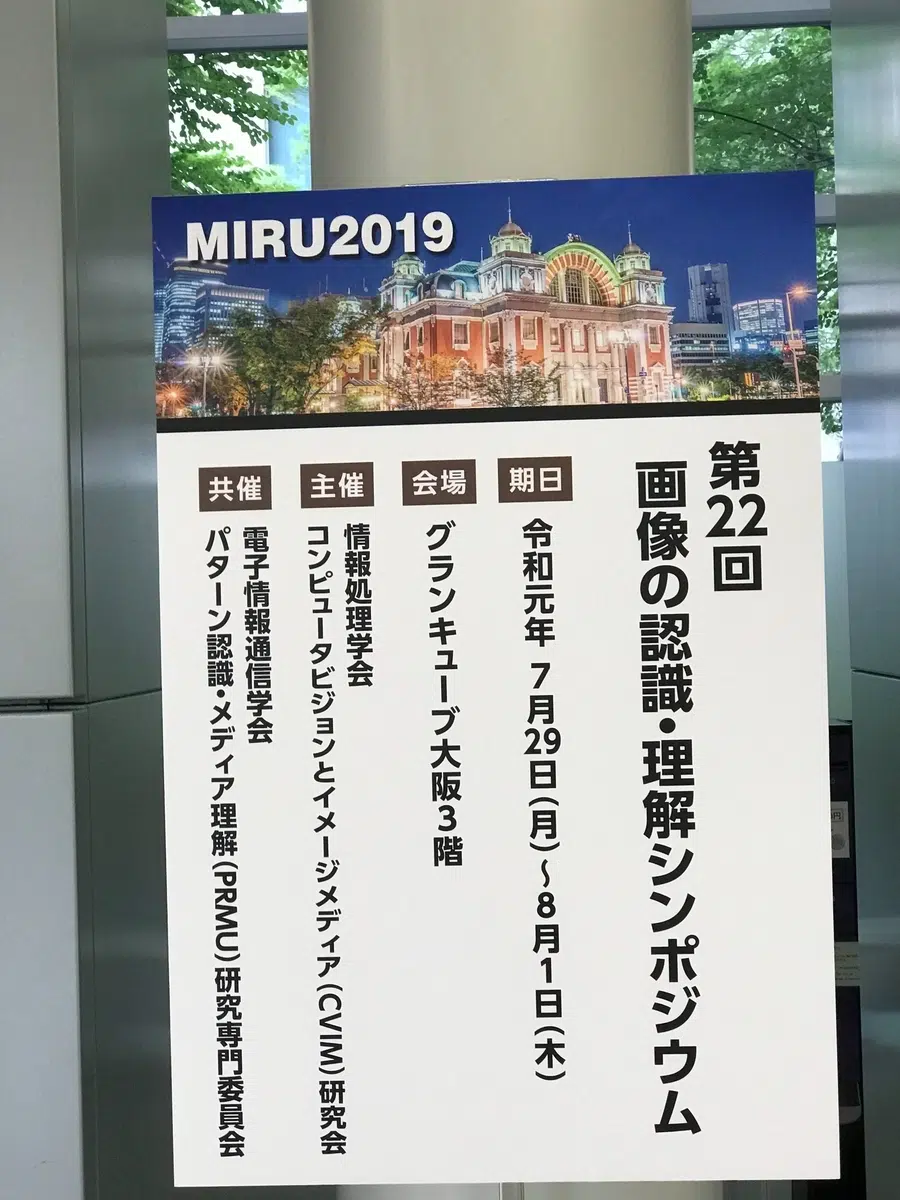 MIRU2019
第22回
画像の認識・理解シンポジウム
期日
令和元年 7月29日(月)～8月1日(木)
会場
グランキューブ大阪3階
主催
情報処理学会
コンピュータビジョンとイメージメディア(CVIM)研究会
共催
電子情報通信学会
パターン認識・メディア理解(PRMU)研究専門委員会